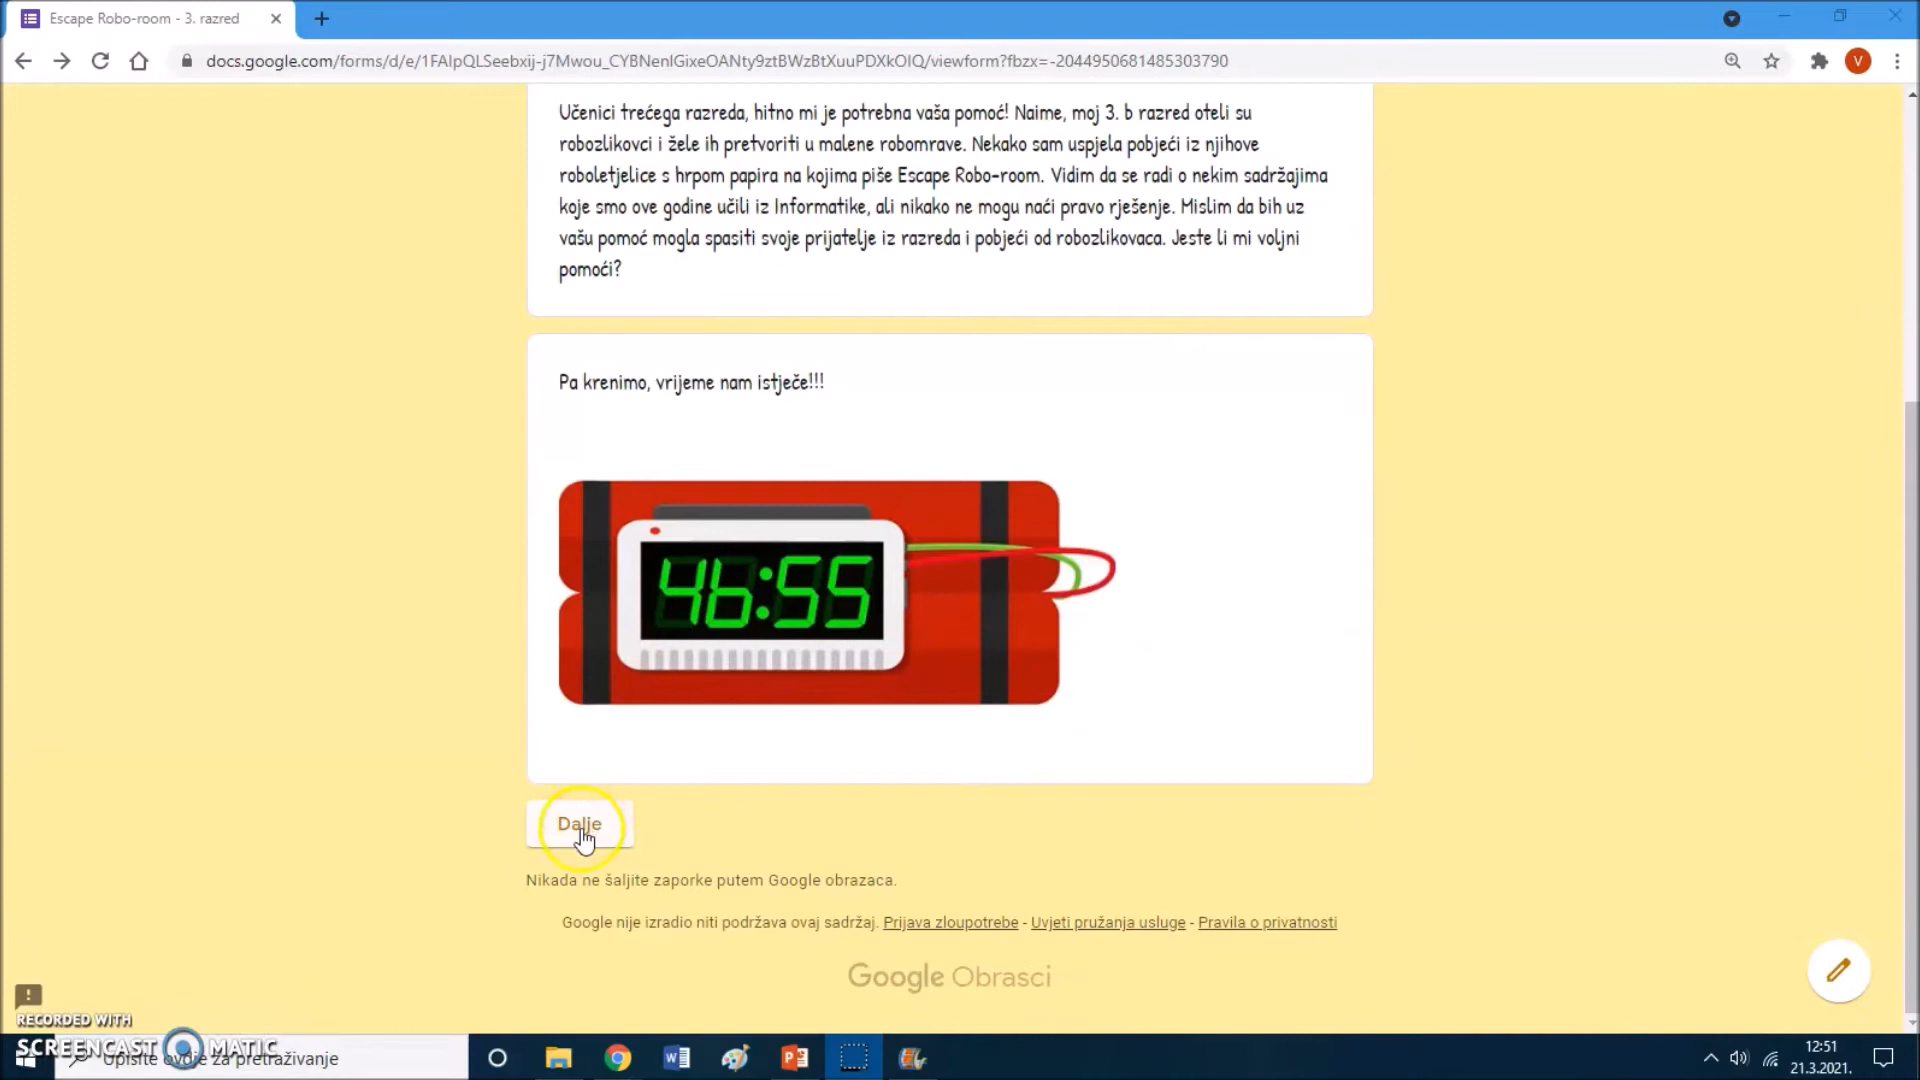 Escape Robo-room - 3. razred
docs.google.com/forms/d/e/1FAIpQLSeebxij-j7Mwou_CYBNenlGixeOANty9ztBWzBtXuuPDXkOIQ/viewform?fbzx=-2044950681485303790
V
Učenici trećega razreda, hitno mi je potrebna vaša pomoć! Naime, moj 3. b razred oteli su
robozlikovci i žele ih pretvoriti u malene robomrave. Nekako sam uspjela pobjeći iz njihove
roboletjelice s hrpom papira na kojima piše Escape Robo-room. Vidim da se radi o nekim sadržajima
koje smo ove godine učili iz Informatike, ali nikako ne mogu naći pravo rješenje. Mislim da bih uz
vašu pomoć mogla spasiti svoje prijatelje iz razreda i pobjeći od robozlikovaca. Jeste li mi voljni
pomoći?
Pa krenimo, vrijeme nam istječe!!!
46:55
Dalje
Nikada ne šaljite zaporke putem Google obrazaca.
Google nije izradio niti podržava ovaj sadržaj. Prijava zloupotrebe - Uvjeti pružanja usluge - Pravila o privatnosti
Google Obrasci
RECORDED WITH
SCREENCAST MATIC
Upišite ovdje za pretraživanje
12:51
21.3.2021.